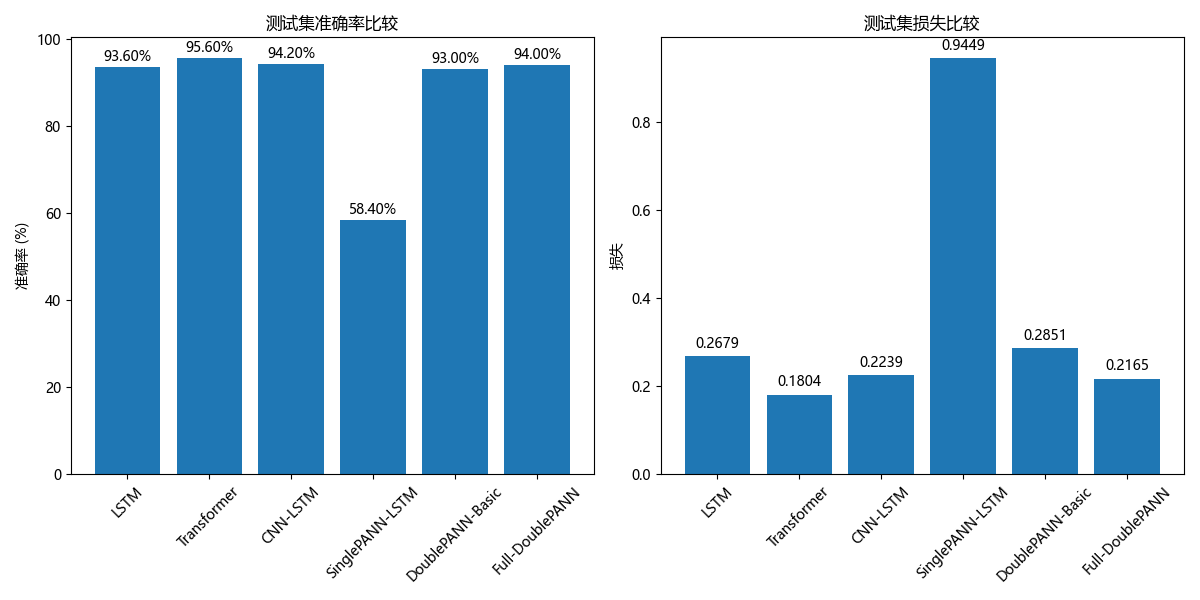 测试集准确率比较
准确率 (%)
100
80
60
40
20
0
93.60%
95.60%
94.20%
58.40%
93.00%
94.00%
LSTM
Transformer
CNN-LSTM
SinglePANN-LSTM
DoublePANN-Basic
Full-DoublePANN
测试集损失比较
损失
0.8
0.6
0.4
0.2
0.0
0.2679
0.1804
0.2239
0.9449
0.2851
0.2165
LSTM
Transformer
CNN-LSTM
SinglePANN-LSTM
DoublePANN-Basic
Full-DoublePANN